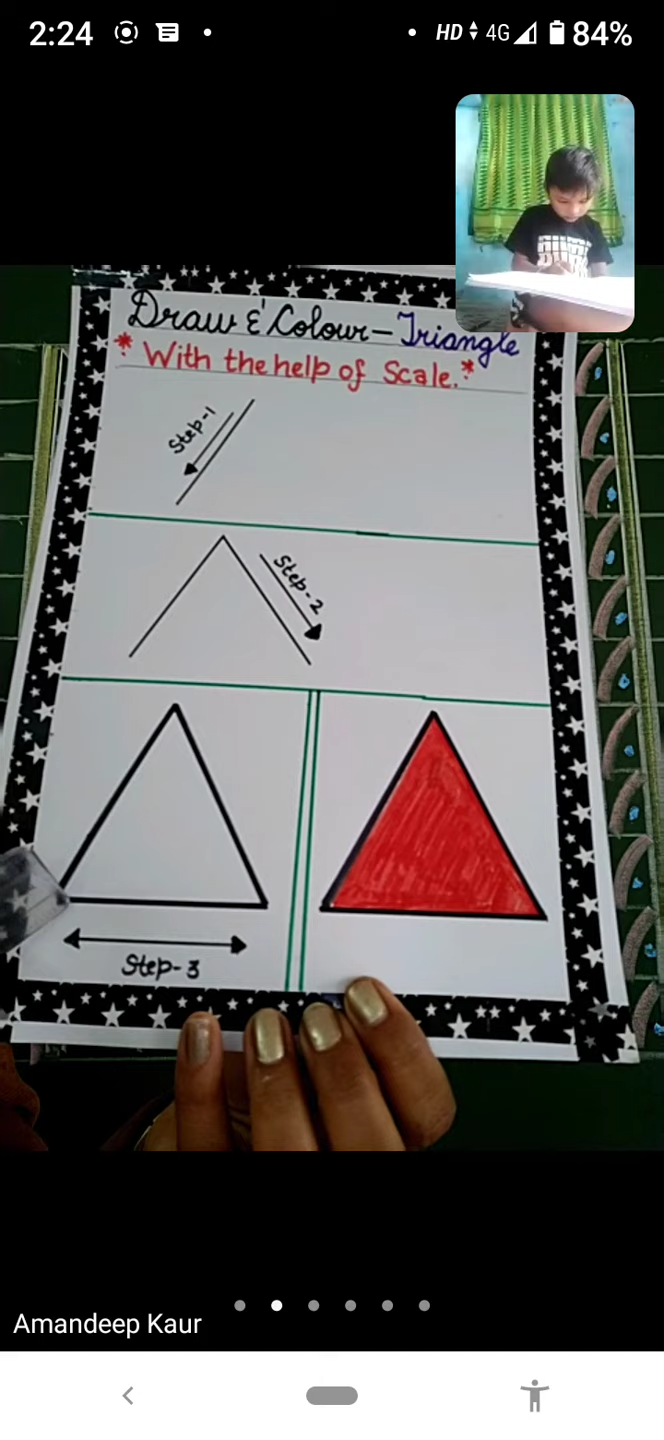 2:24 HD 4G 84%
Draw & Colour - Triangle
* With the help of Scale. *
Step-1
Step-2
Step-3
Amandeep Kaur